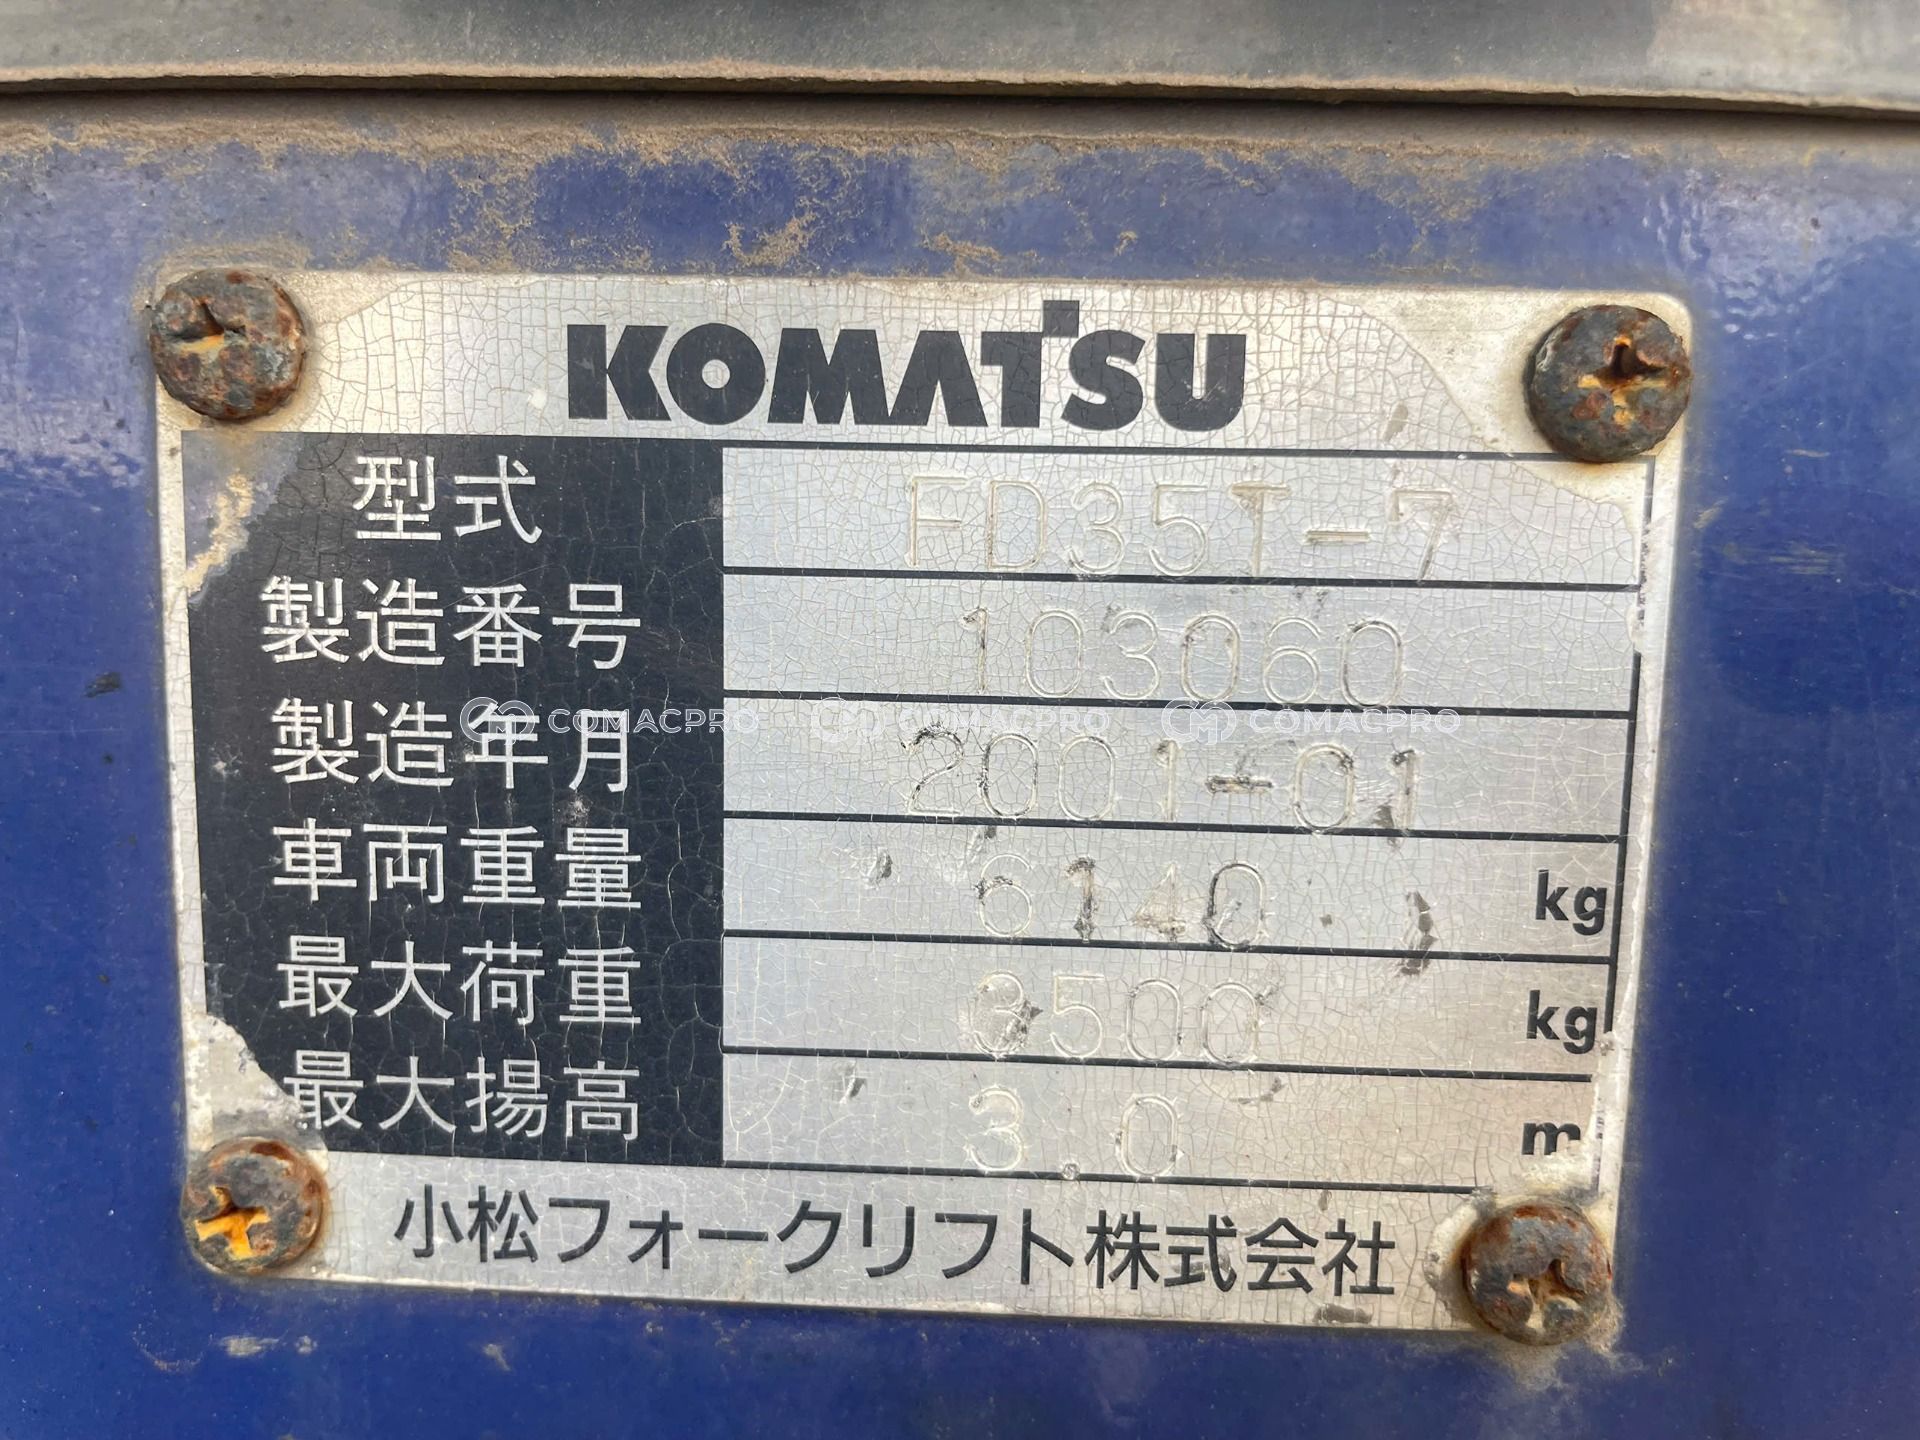 KOMATSU
型式 FD35T-7
製造番号 103060
製造年月 2001-01
車両重量 6140 kg
最大荷重 3500 kg
最大揚高 3.0 m
小松フォークリフト株式会社
COMACPRO COMACPRO COMACPRO